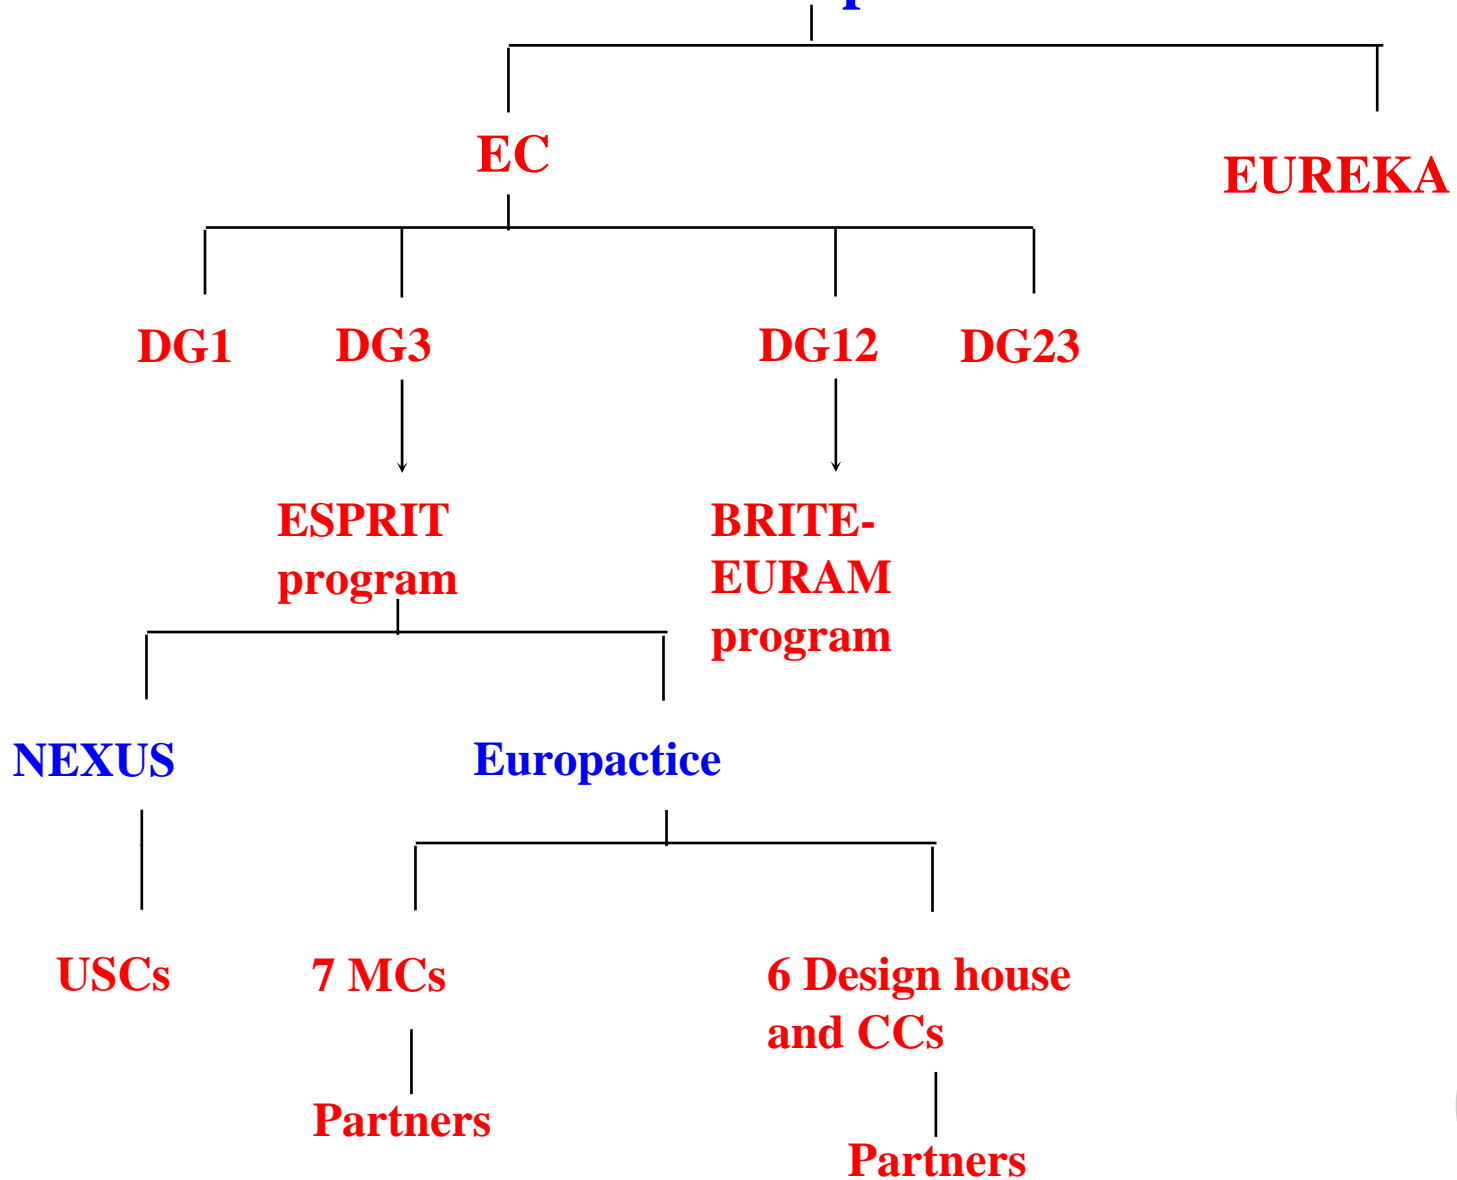 EC
EUREKA
DG1
DG3
DG12
DG23
ESPRIT
program
BRITE-
EURAM
program
NEXUS
Europactice
USCs
7 MCs
6 Design house
and CCs
Partners
Partners